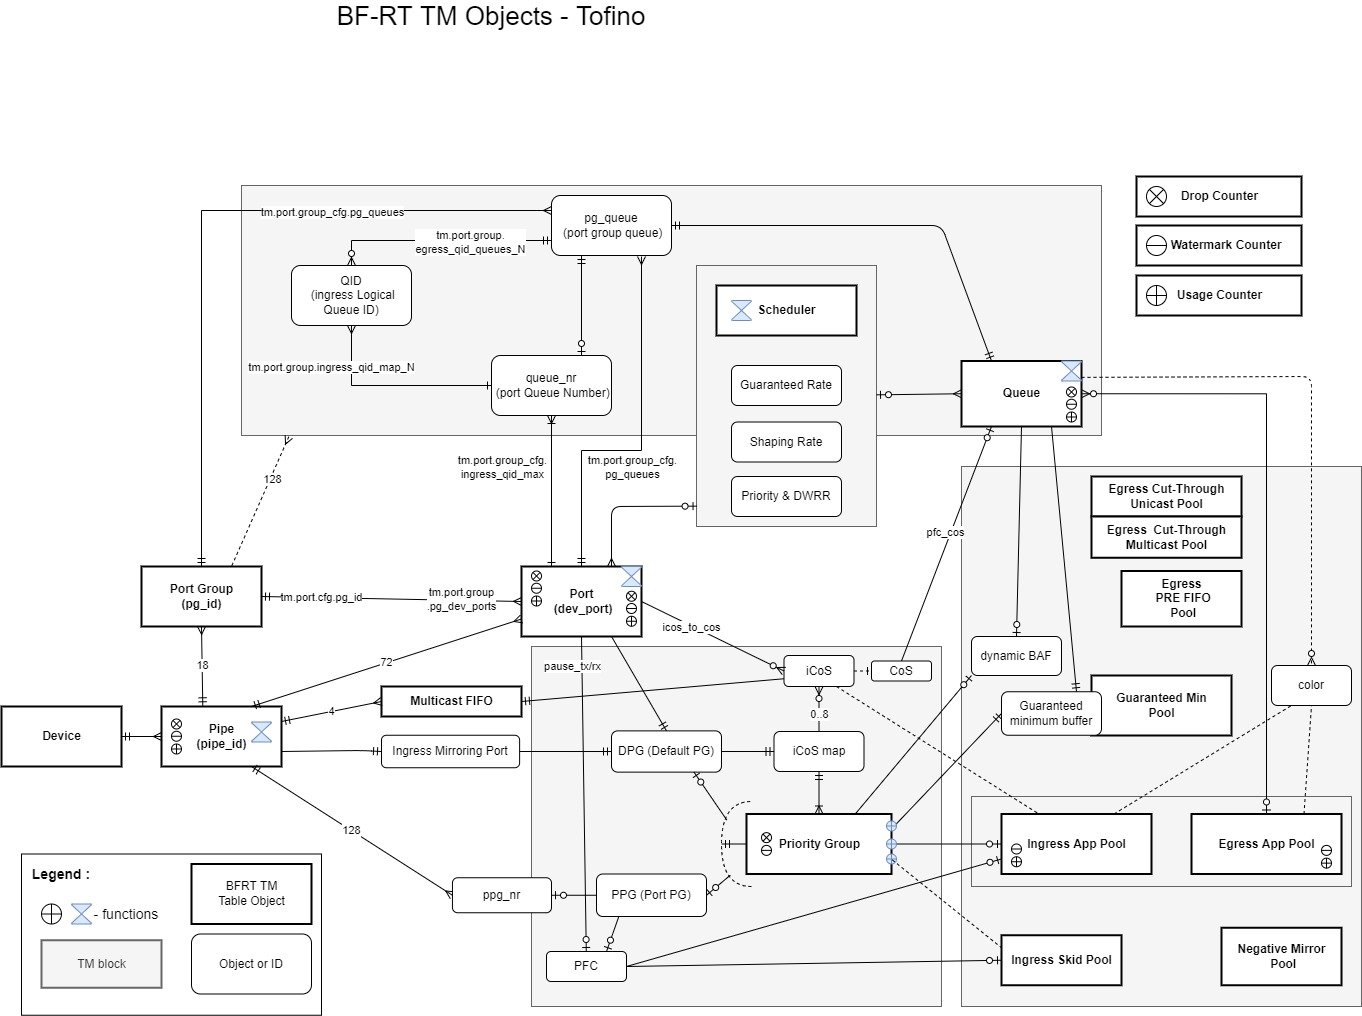 BF-RT TM Objects - Tofino
Drop Counter
Watermark Counter
Usage Counter
tm.port.group_cfg.pg_queues
pg_queue
(port group queue)
tm.port.group.
egress_qid_queues_N
QID
(ingress Logical
Queue ID)
tm.port.group.ingress_qid_map_N
queue_nr
(port Queue Number)
Scheduler
Guaranteed Rate
Shaping Rate
Priority & DWRR
Queue
128
tm.port.group_cfg.
ingress_qid_max
tm.port.group_cfg.
pg_queues
pfc_cos
Egress Cut-Through
Unicast Pool
Egress  Cut-Through
Multicast Pool
Egress
PRE FIFO
Pool
Port Group
(pg_id)
tm.port.cfg.pg_id
tm.port.group
.pg_dev_ports
Port
(dev_port)
icos_to_cos
18
72
pause_tx/rx
iCoS
CoS
dynamic BAF
color
Device
Pipe
(pipe_id)
4
Multicast FIFO
0..8
Guaranteed
minimum buffer
Guaranteed Min
Pool
Ingress Mirroring Port
DPG (Default PG)
iCoS map
128
Priority Group
Ingress App Pool
Egress App Pool
ppg_nr
PPG (Port PG)
PFC
Ingress Skid Pool
Negative Mirror
Pool
Legend :
BFRT TM
Table Object
- functions
TM block
Object or ID